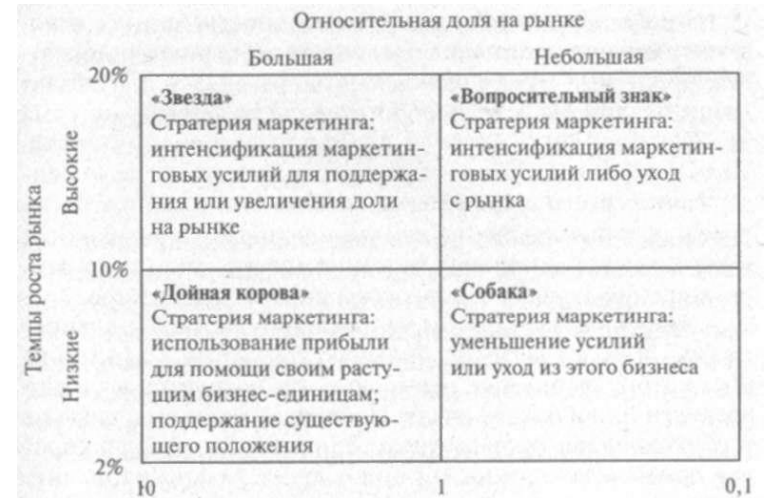 Относительная доля на рынке
Большая
Небольшая
20%
«Звезда»
Стратерия маркетинга:
интенсификация маркетин-
говых усилий для поддержа-
ния или увеличения доли
на рынке
«Вопросительный знак»
Стратерия маркетинга:
интенсификация маркетин-
говых усилий либо уход
с рынка
Темпы роста рынка
Высокие
10%
«Дойная корова»
Стратерия маркетинга:
использование прибыли
для помощи своим расту-
щим бизнес-единицам;
поддержание существую-
щего положения
«Собака»
Стратерия маркетинга:
уменьшение усилий
или уход из этого бизнеса
Низкие
2%
10
1
0,1